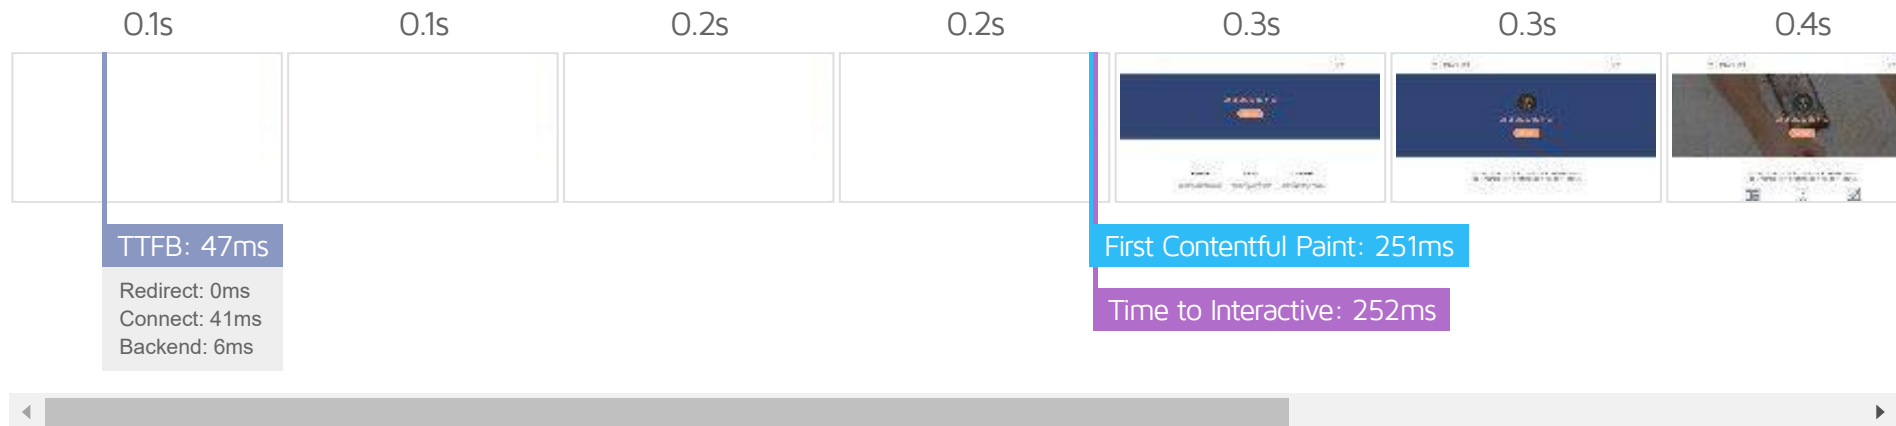 0.1s
0.1s
0.2s
0.2s
0.3s
0.3s
0.4s
TTFB: 47ms
Redirect: 0ms
Connect: 41ms
Backend: 6ms
First Contentful Paint: 251ms
Time to Interactive: 252ms